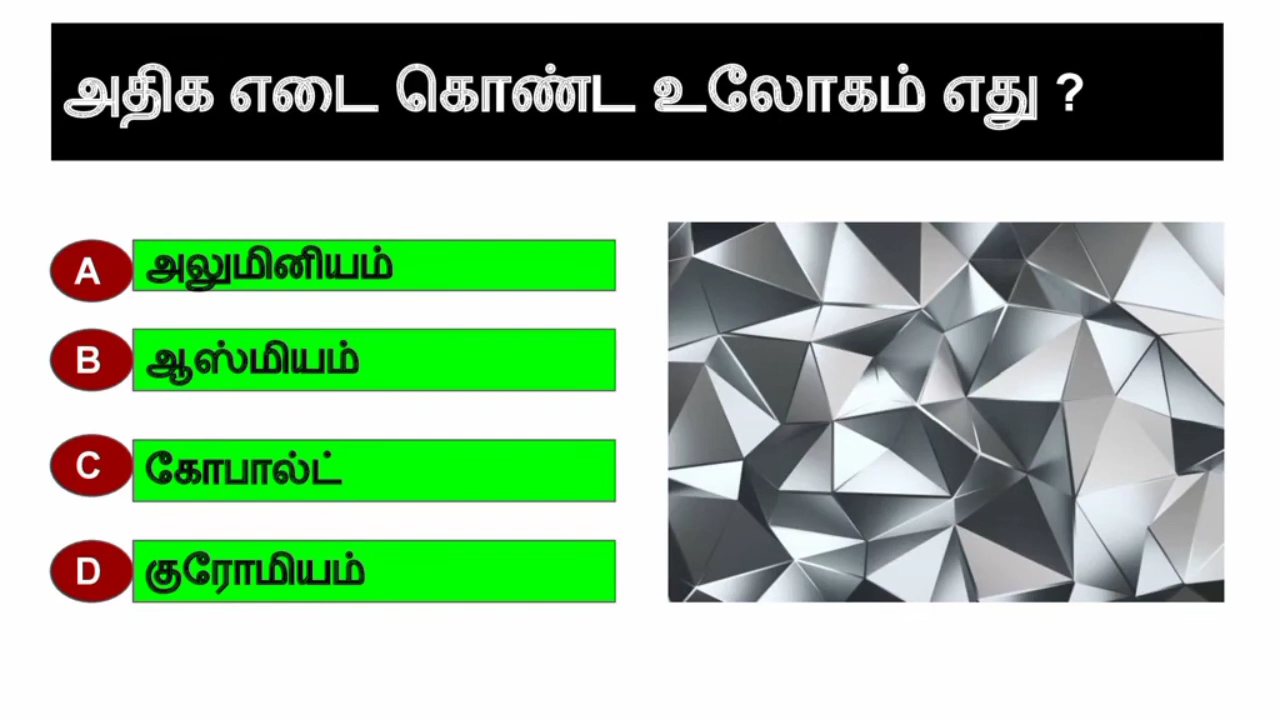 அதிக எடை கொண்ட உலோகம் எது ?
A அலுமினியம்
B ஆஸ்மியம்
C கோபால்ட்
D குரோமியம்